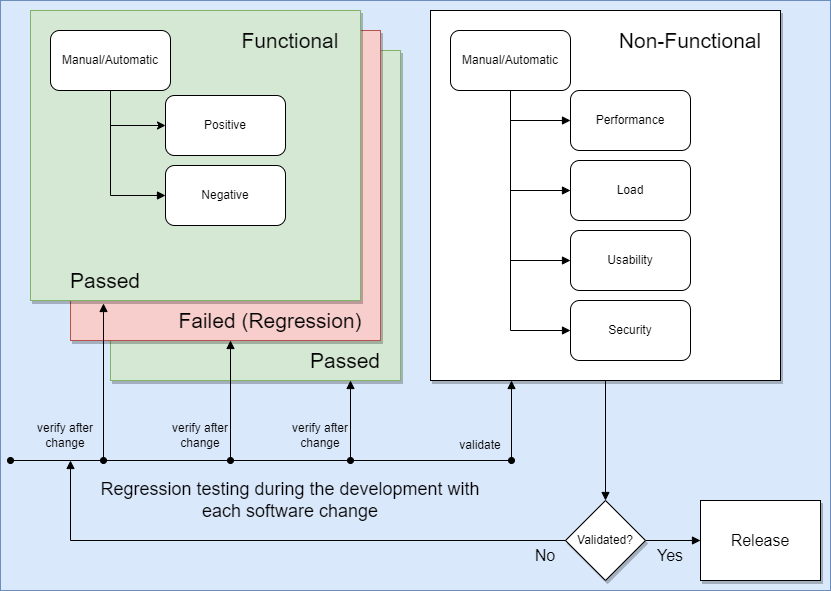 Functional
Manual/Automatic
Positive
Negative
Passed
Failed (Regression)
Passed
Non-Functional
Manual/Automatic
Performance
Load
Usability
Security
verify after
change
verify after
change
verify after
change
validate
Regression testing during the development with
each software change
Validated?
No
Yes
Release